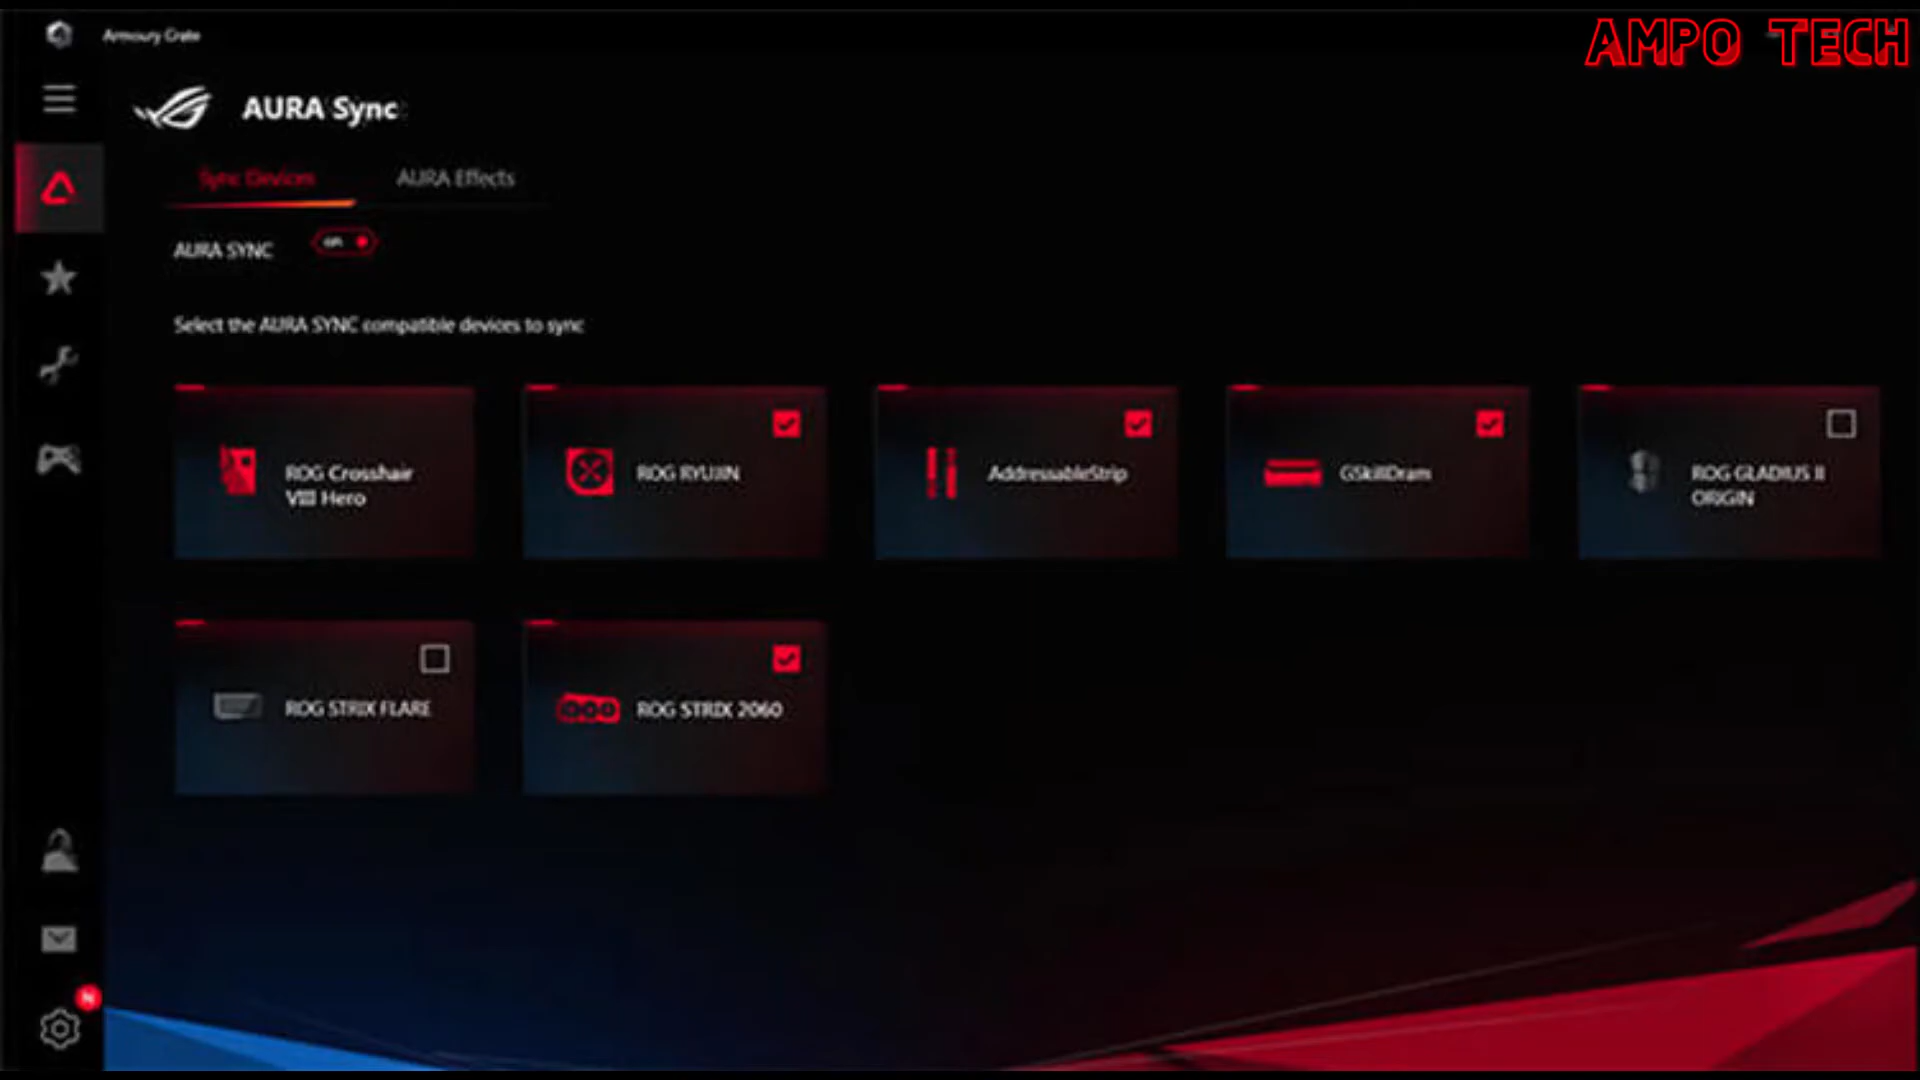 Armoury Crate
AMPO TECH
AURA Sync
Sync Devices
AURA Effects
AURA SYNC
ON
Select the AURA SYNC compatible devices to sync
ROG Crosshair
VIII Hero
ROG RYUJIN
AddressableStrip
GSkillDram
ROG GLADIUS II
ORIGIN
ROG STRIX FLARE
ROG STRIX 2060
N